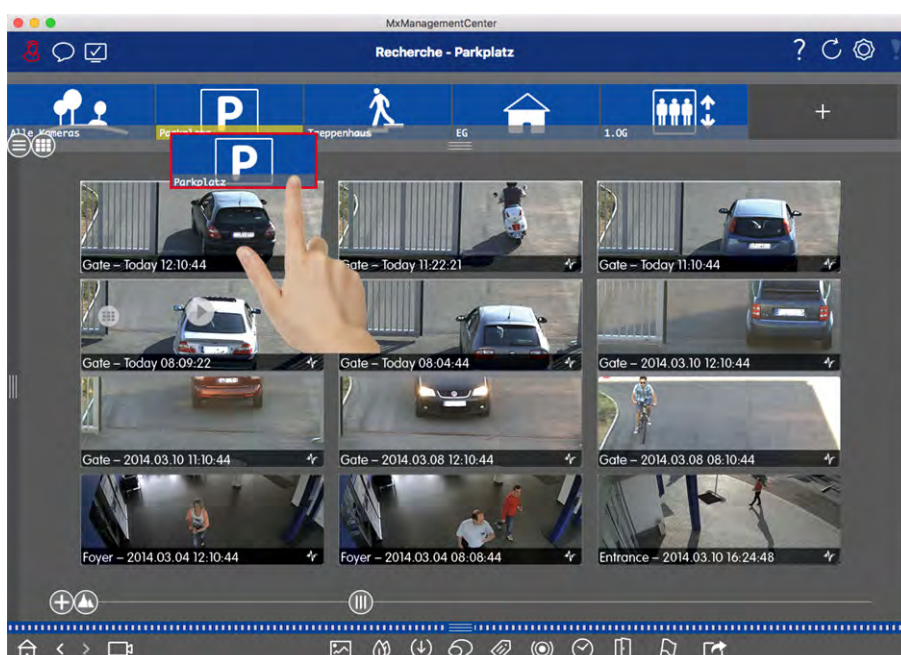 MxManagementCenter
Recherche - Parkplatz
?
P
Alle Kameras
Treppenhaus
EG
1.OG
+
P
Parkplatz
Gate – Today 12:10:44
Gate – Today 11:22:21
Gate – Today 11:10:44
Gate – Today 08:09:22
Gate – Today 08:04:44
Gate – 2014.03.10 12:10:44
Gate – 2014.03.10 11:10:44
Gate – 2014.03.08 12:10:44
Gate – 2014.03.08 08:10:44
Foyer – 2014.03.04 12:10:44
Foyer – 2014.03.04 08:08:44
Entrance – 2014.03.10 16:24:48